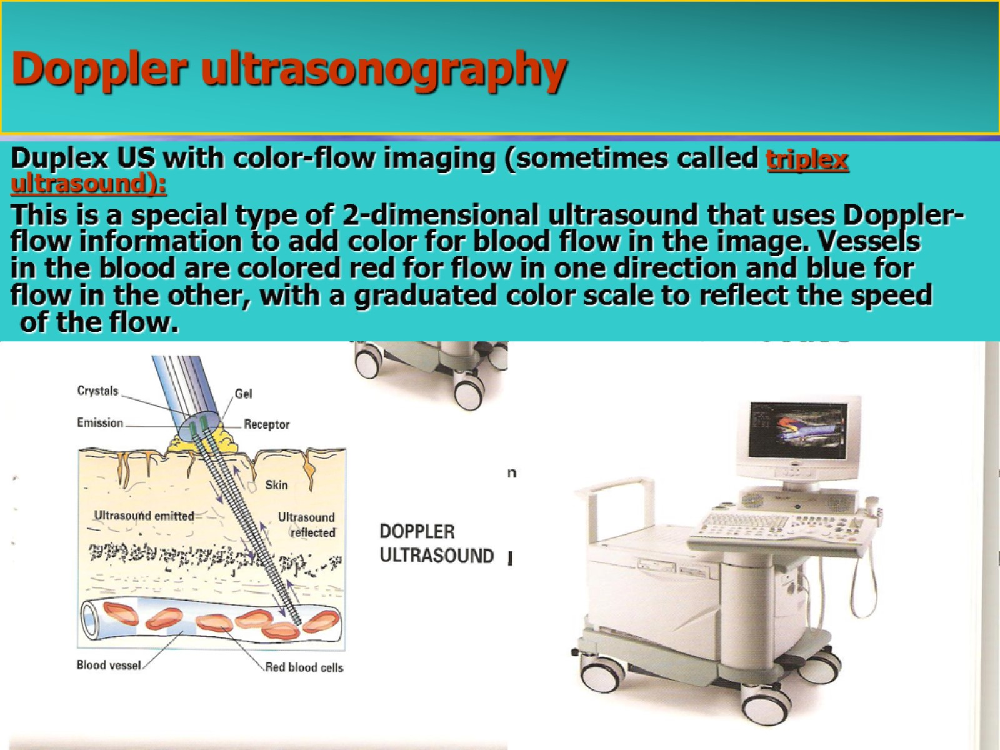 Doppler ultrasonography
Duplex US with color-flow imaging (sometimes called triplex
ultrasound):
This is a special type of 2-dimensional ultrasound that uses Doppler-
flow information to add color for blood flow in the image. Vessels
in the blood are colored red for flow in one direction and blue for
flow in the other, with a graduated color scale to reflect the speed
of the flow.
Crystals
Gel
Emission
Receptor
Skin
Ultrasound emitted
Ultrasound
reflected
DOPPLER
ULTRASOUND
n
Blood vessel
Red blood cells